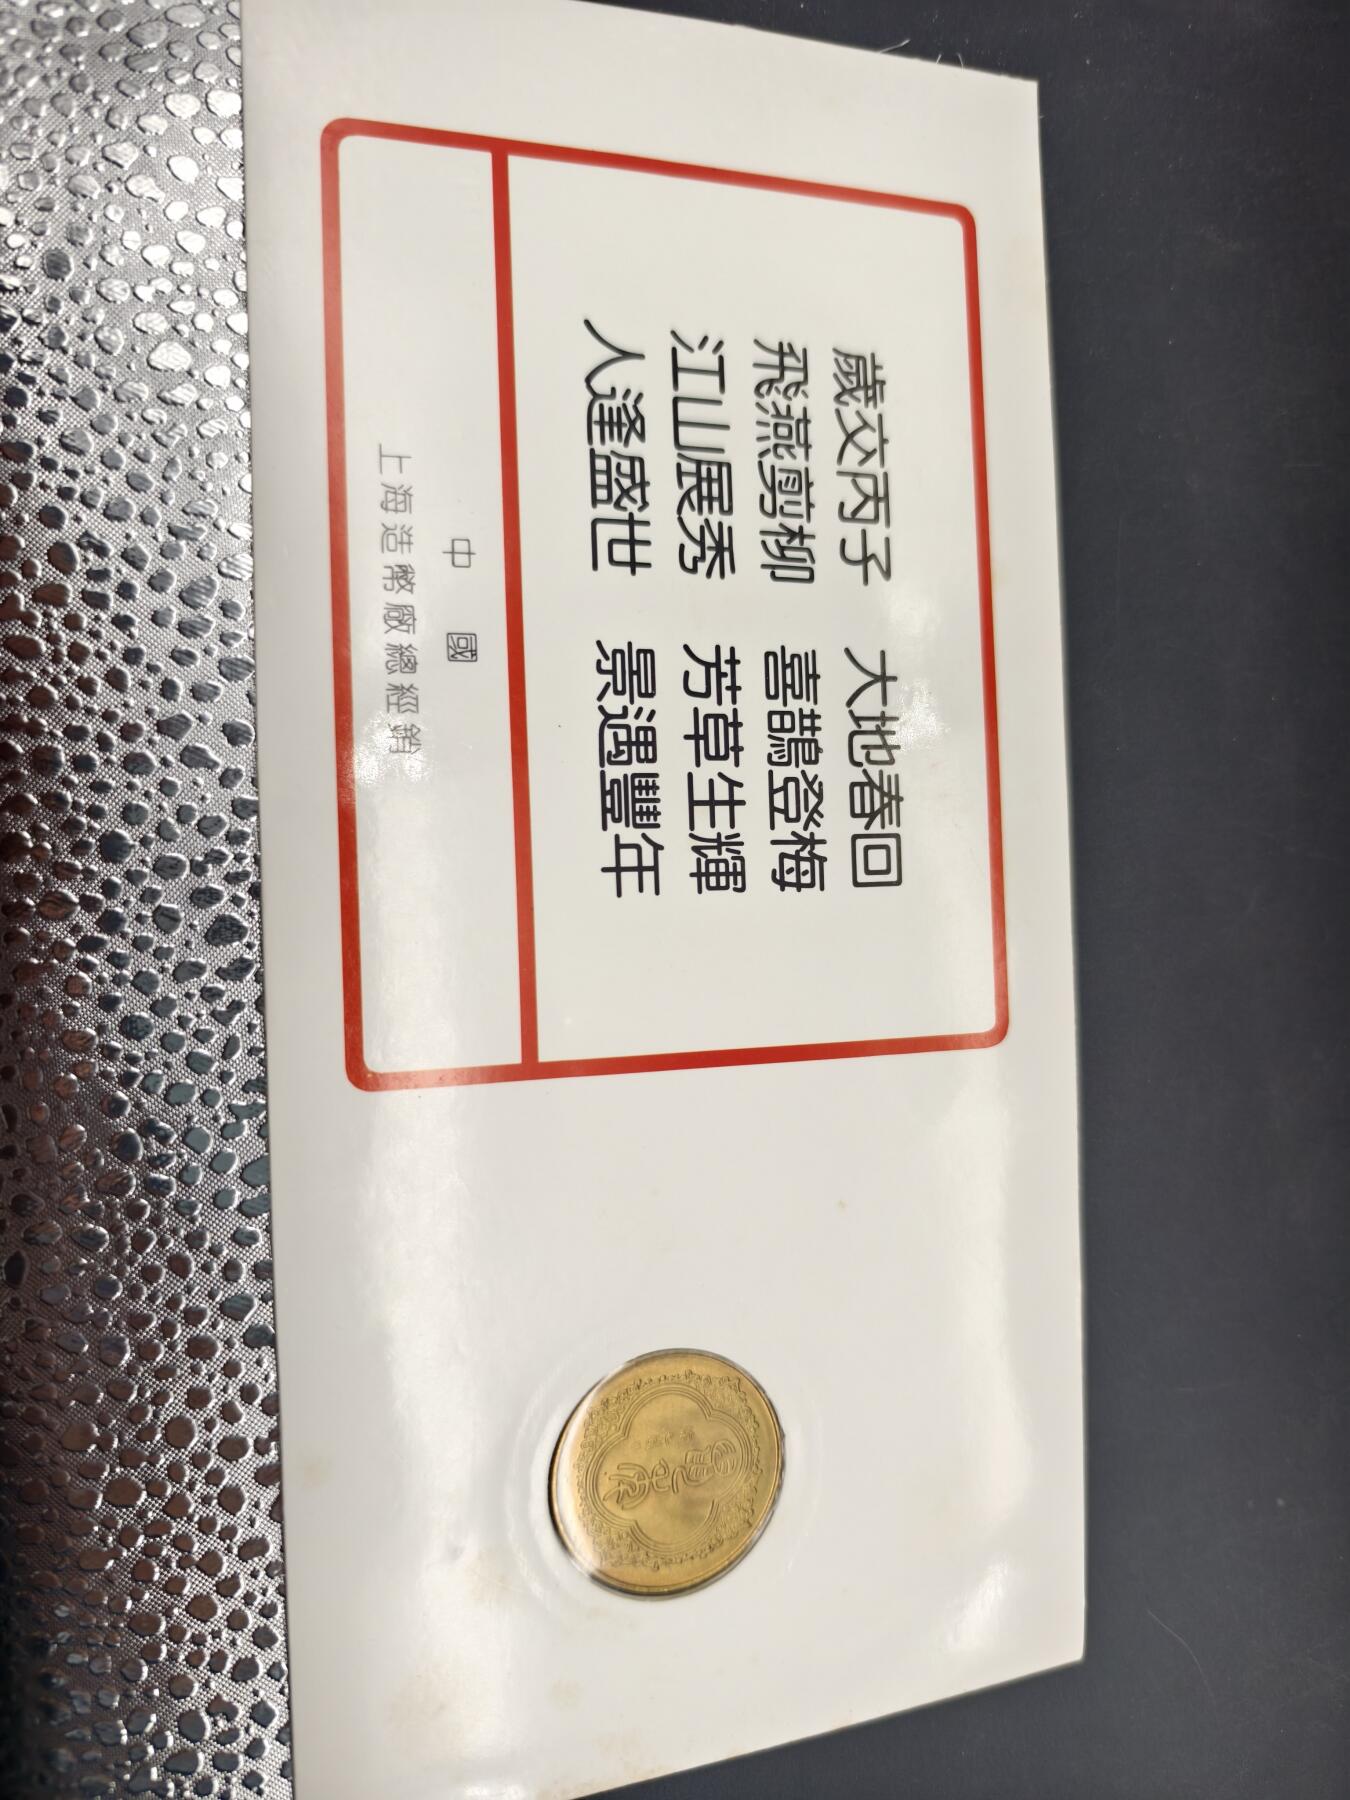 歲交丙子 大地春回
飛燕剪柳 喜鵲登梅
江山展秀 芳草生輝
人逢盛世 景遇豐年
中國
上海造幣廠總經銷